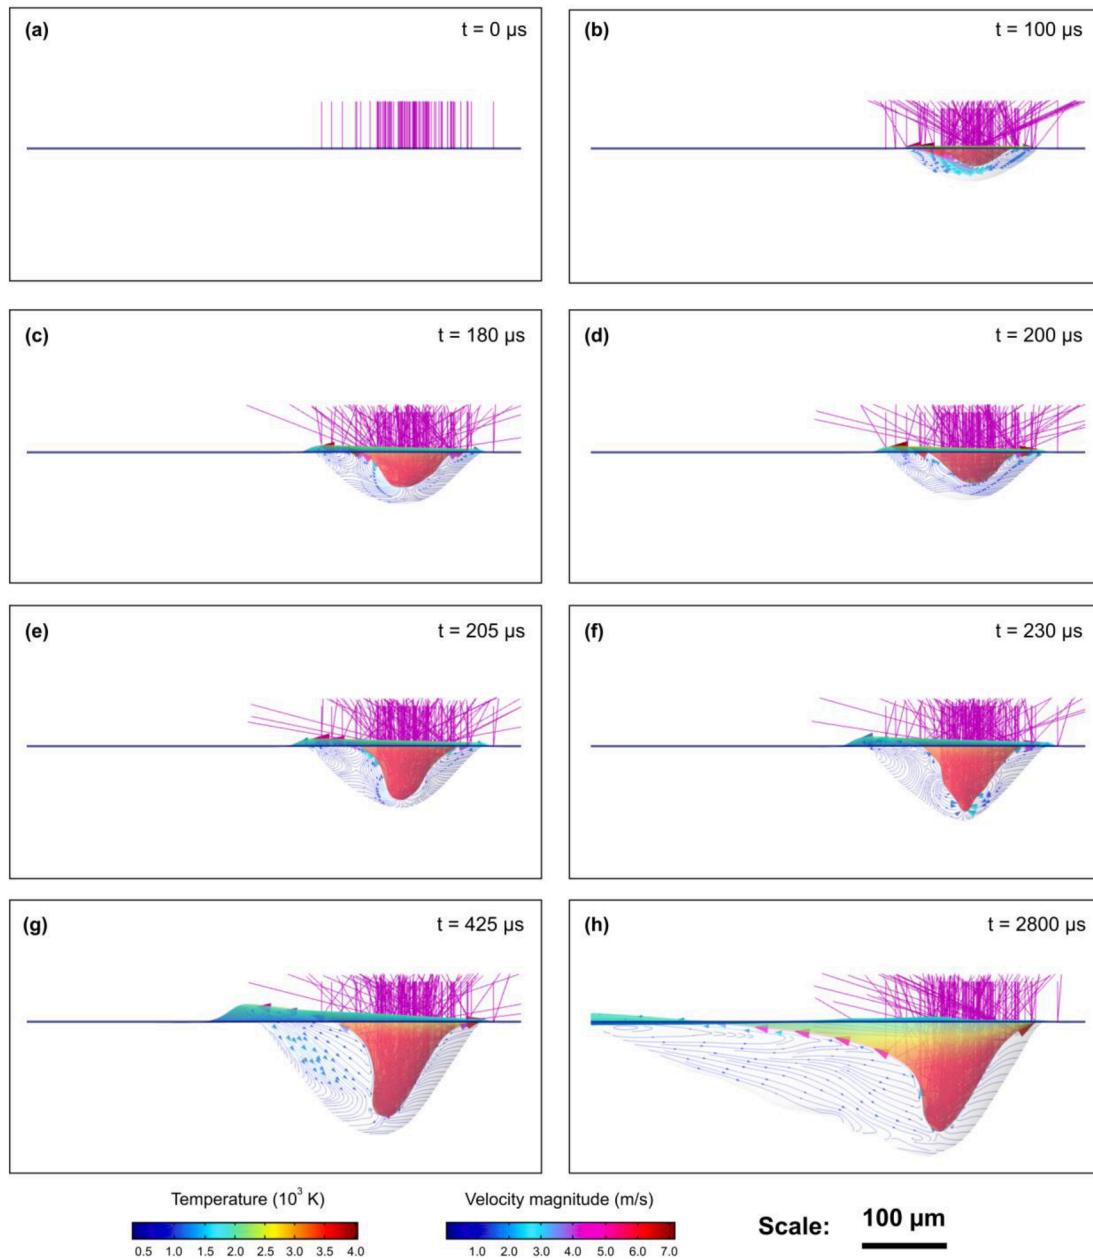 (a) t = 0 μs
(b) t = 100 μs
(c) t = 180 μs
(d) t = 200 μs
(e) t = 205 μs
(f) t = 230 μs
(g) t = 425 μs
(h) t = 2800 μs
Temperature (10³ K)
0.5 1.0 1.5 2.0 2.5 3.0 3.5 4.0
Velocity magnitude (m/s)
1.0 2.0 3.0 4.0 5.0 6.0 7.0
Scale: 100 μm